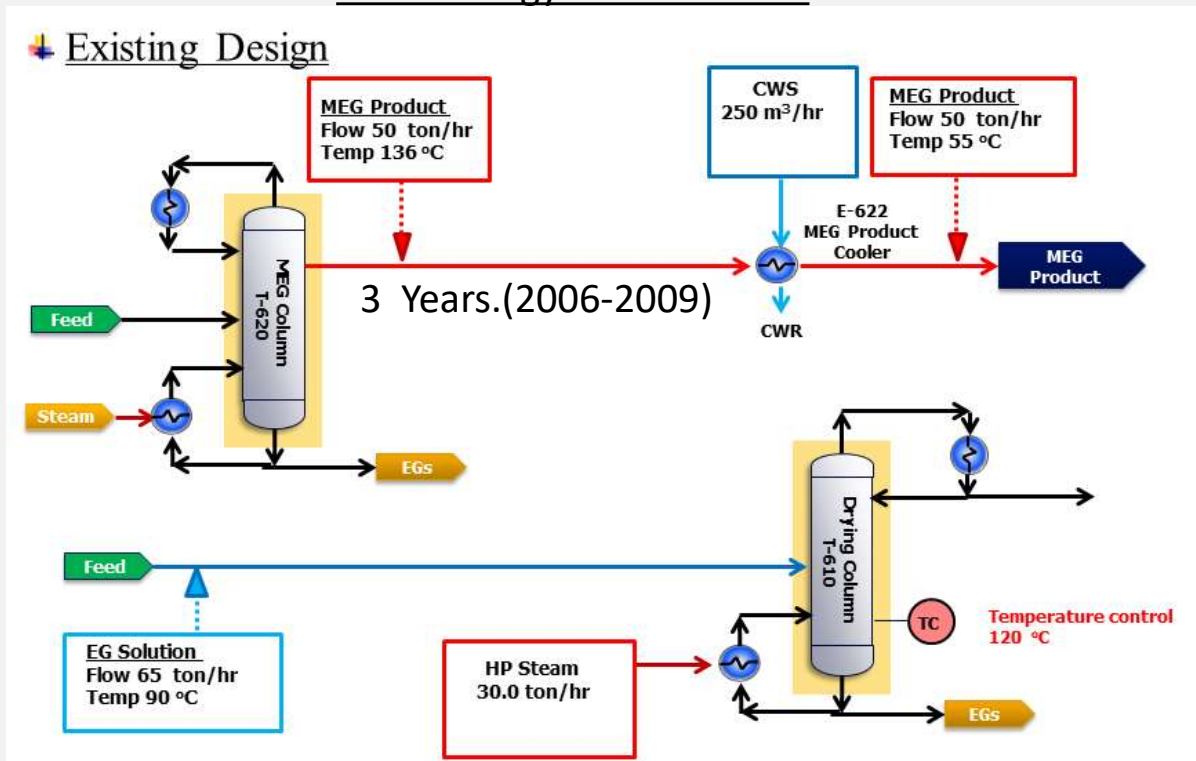 Existing Design
MEG Product
Flow 50 ton/hr
Temp 136 °C
CWS
250 m³/hr
MEG Product
Flow 50 ton/hr
Temp 55 °C
E-622
MEG Product
Cooler
MEG
Product
MEG Column
T-620
3 Years.(2006-2009)
CWR
Feed
Steam
EGs
Drying Column
T-610
Feed
TC
Temperature control
120 °C
EG Solution
Flow 65 ton/hr
Temp 90 °C
HP Steam
30.0 ton/hr
EGs